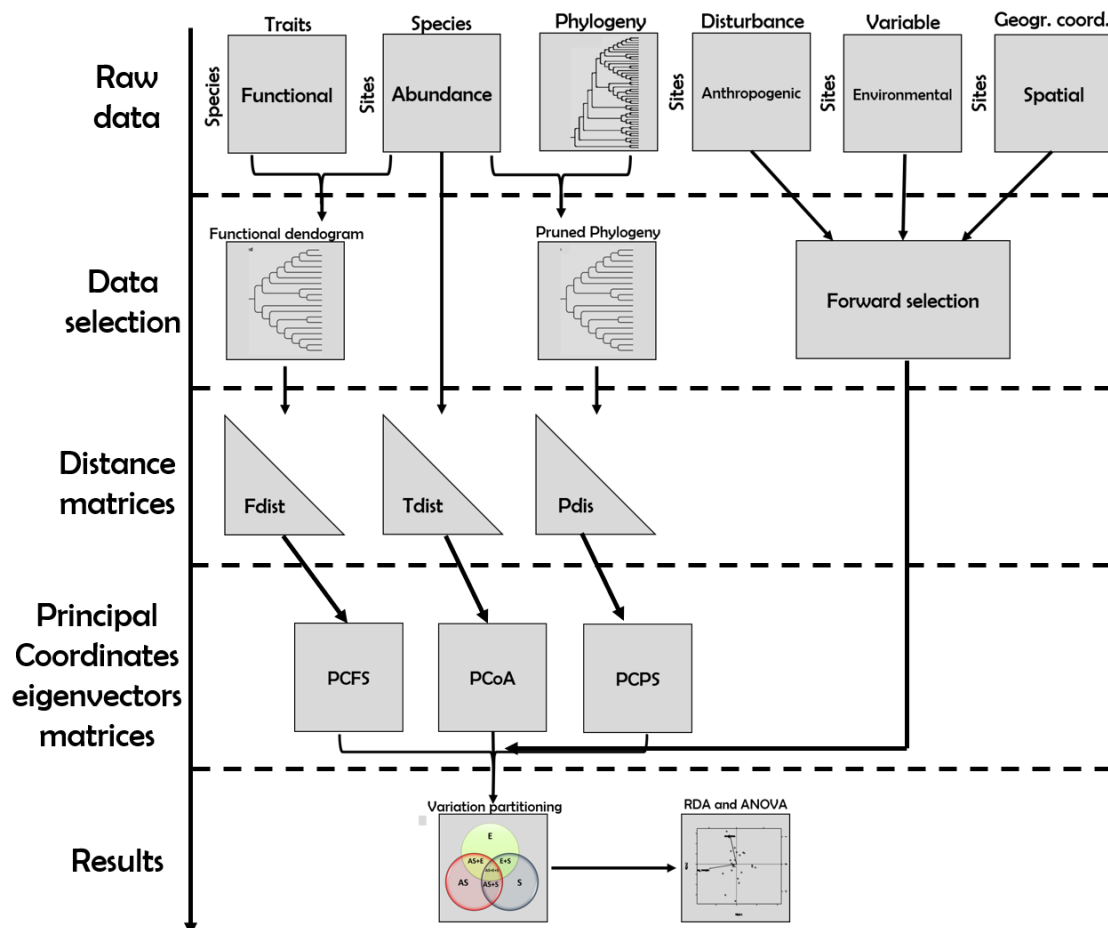 Traits
Species
Phylogeny
Disturbance
Variable
Geogr. coord.
Raw
data
Species
Functional
Sites
Abundance
Sites
Anthropogenic
Sites
Environmental
Sites
Spatial
Functional dendogram
Pruned Phylogeny
Data
selection
Forward selection
Distance
matrices
Fdist
Tdist
Pdis
Principal
Coordinates
eigenvectors
matrices
PCFS
PCoA
PCPS
Results
Variation partitioning
RDA and ANOVA
E
AS+E
E+S
AS
AS+S
S